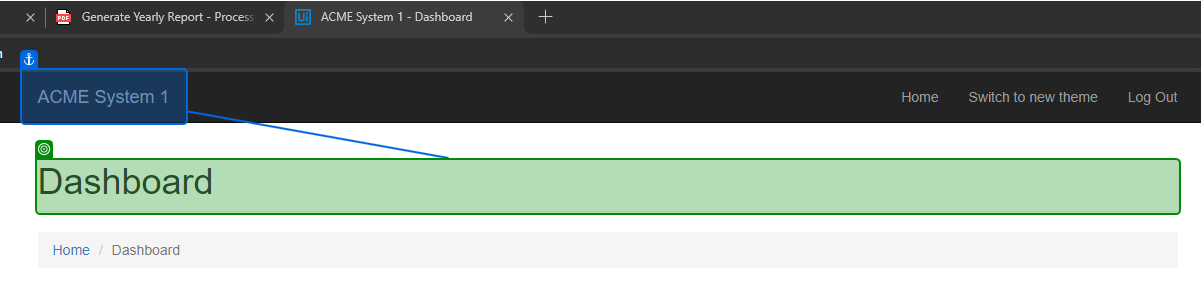 Generate Yearly Report - Process
Ui ACME System 1 - Dashboard
ACME System 1
Home
Switch to new theme
Log Out
Dashboard
Home / Dashboard